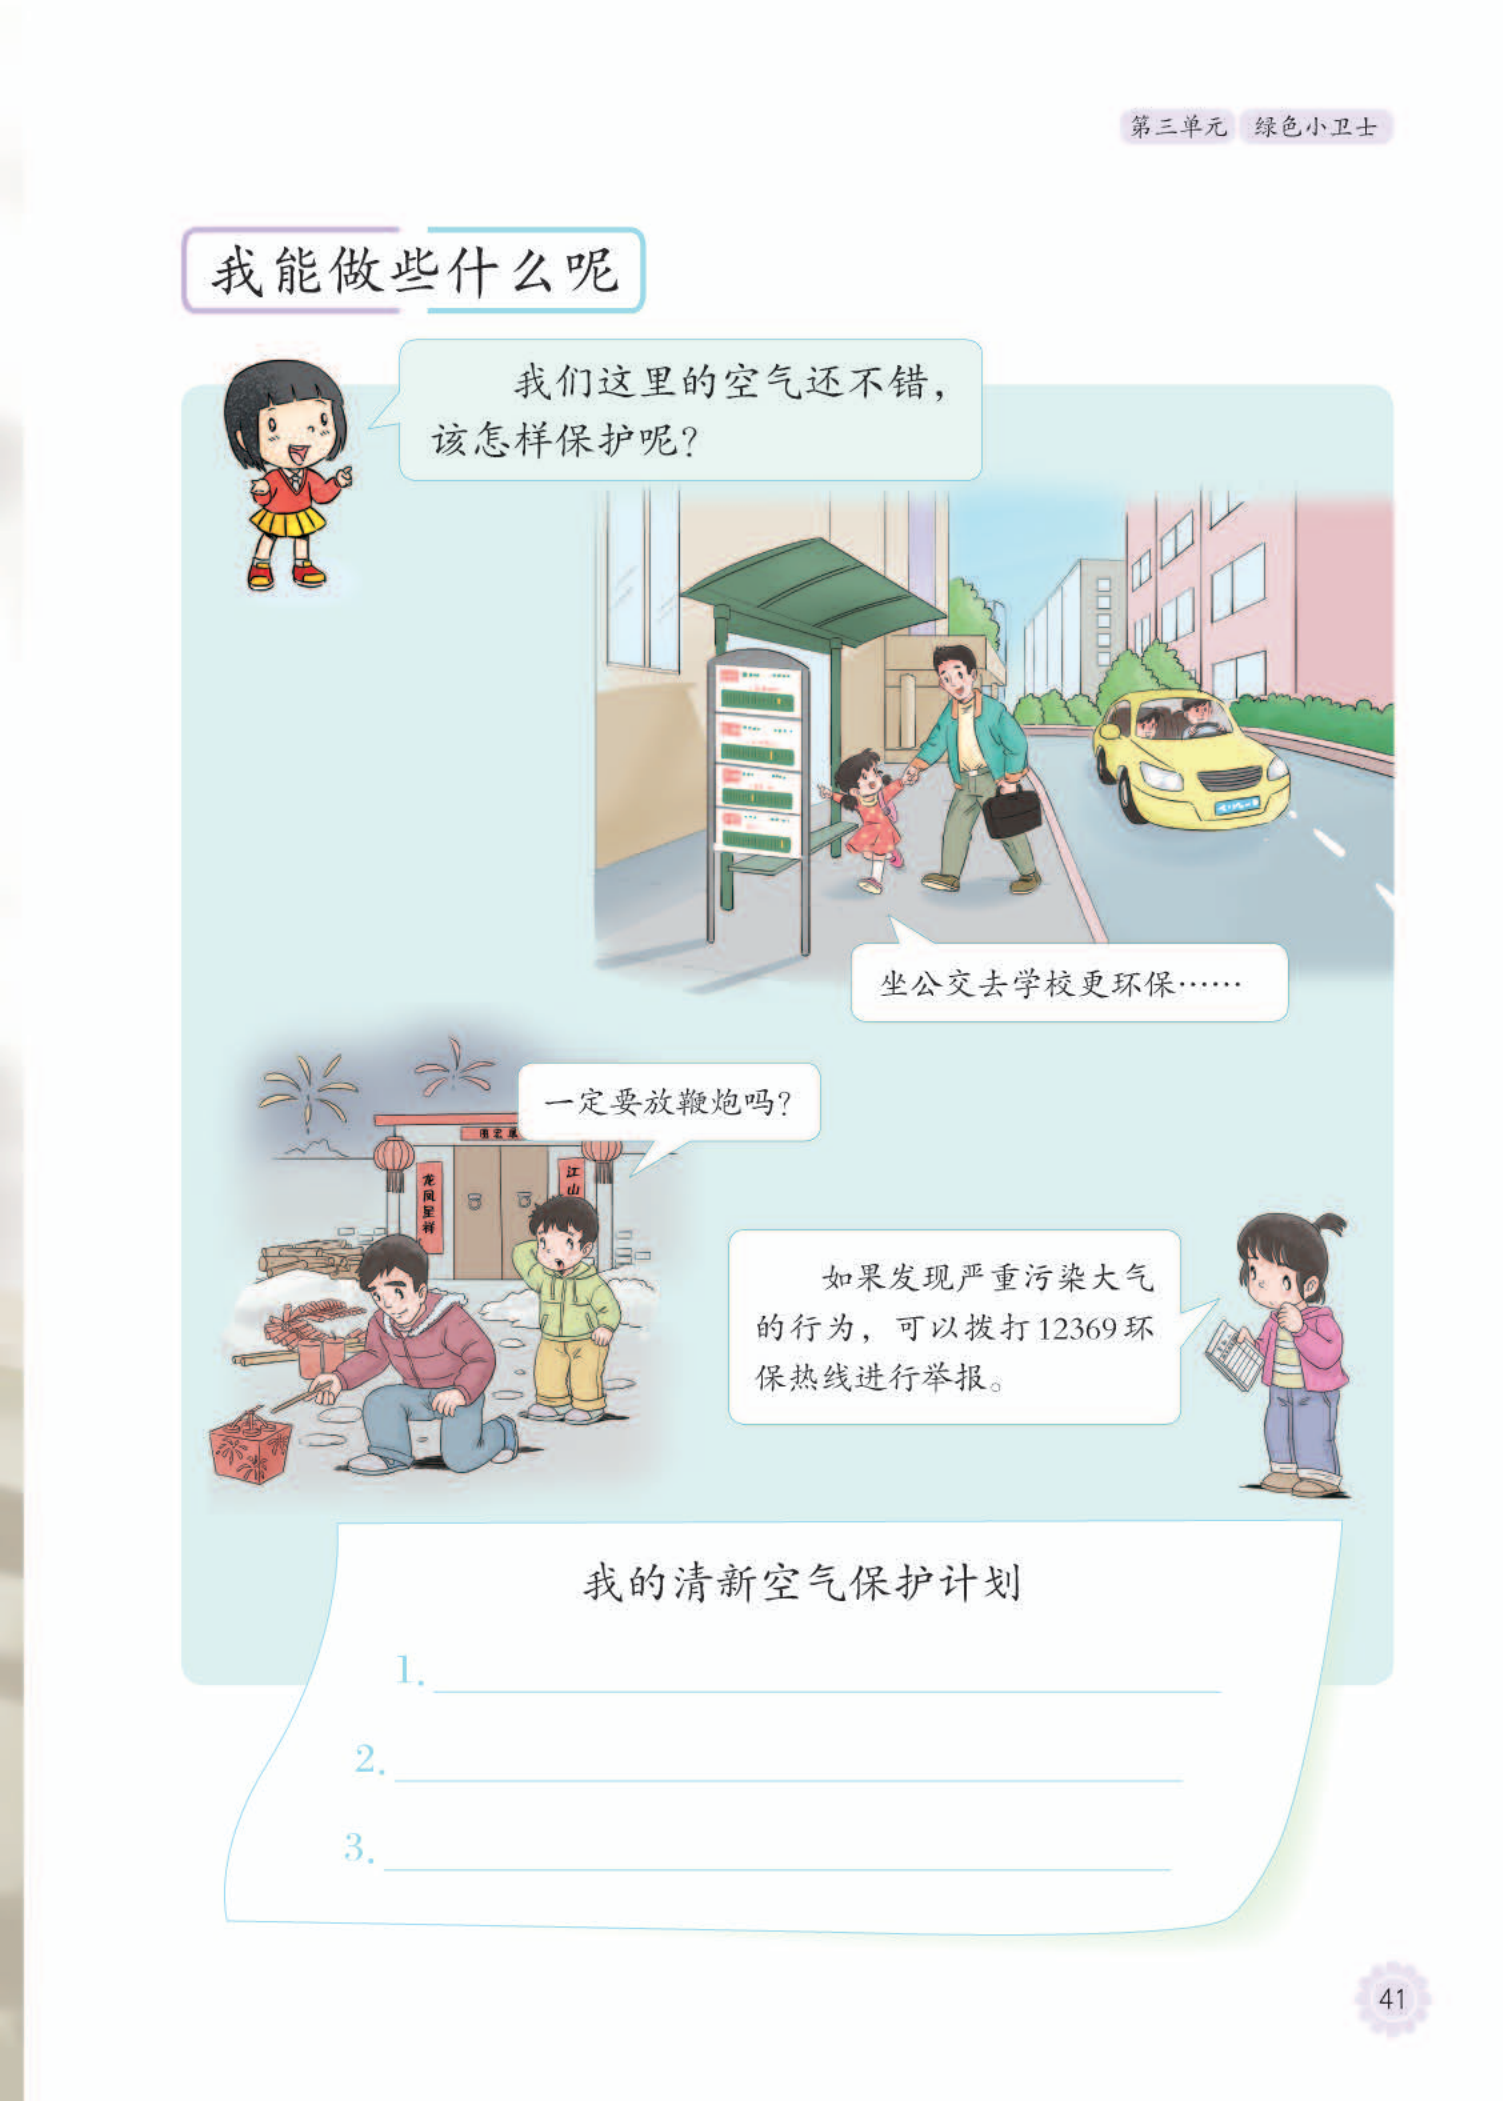 第三单元 绿色小卫士
我能做些什么呢
我们这里的空气还不错，
该怎样保护呢？
坐公交去学校更环保……
一定要放鞭炮吗？
龙凤呈祥
江山
如果发现严重污染大气
的行为，可以拨打12369环
保热线进行举报。
我的清新空气保护计划
1.
2.
3.
41